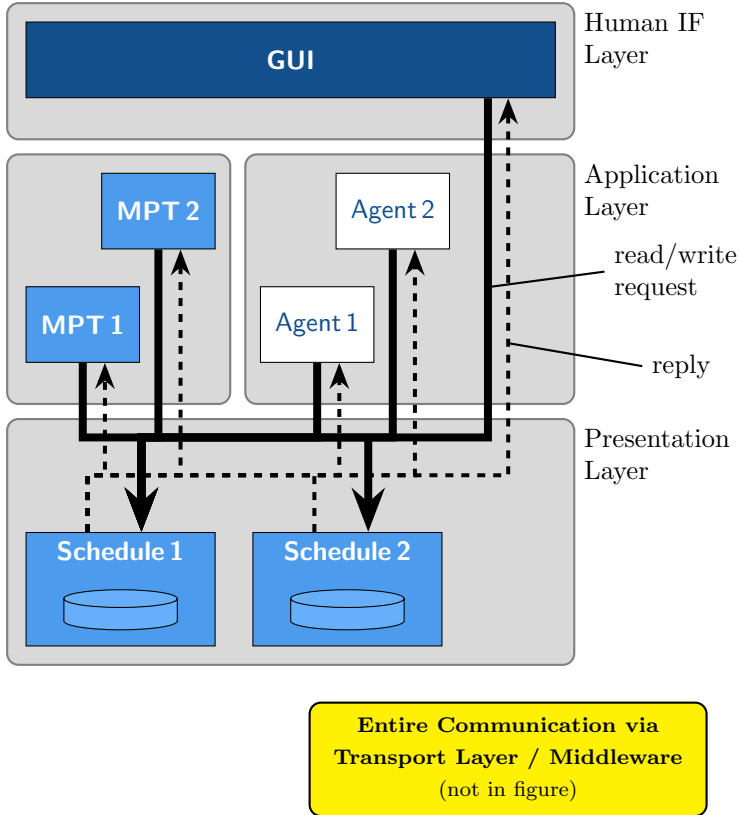 Human IF
Layer
GUI
Application
Layer
MPT 2
Agent 2
read/write
request
MPT 1
Agent 1
reply
Presentation
Layer
Schedule 1
Schedule 2
Entire Communication via
Transport Layer / Middleware
(not in figure)